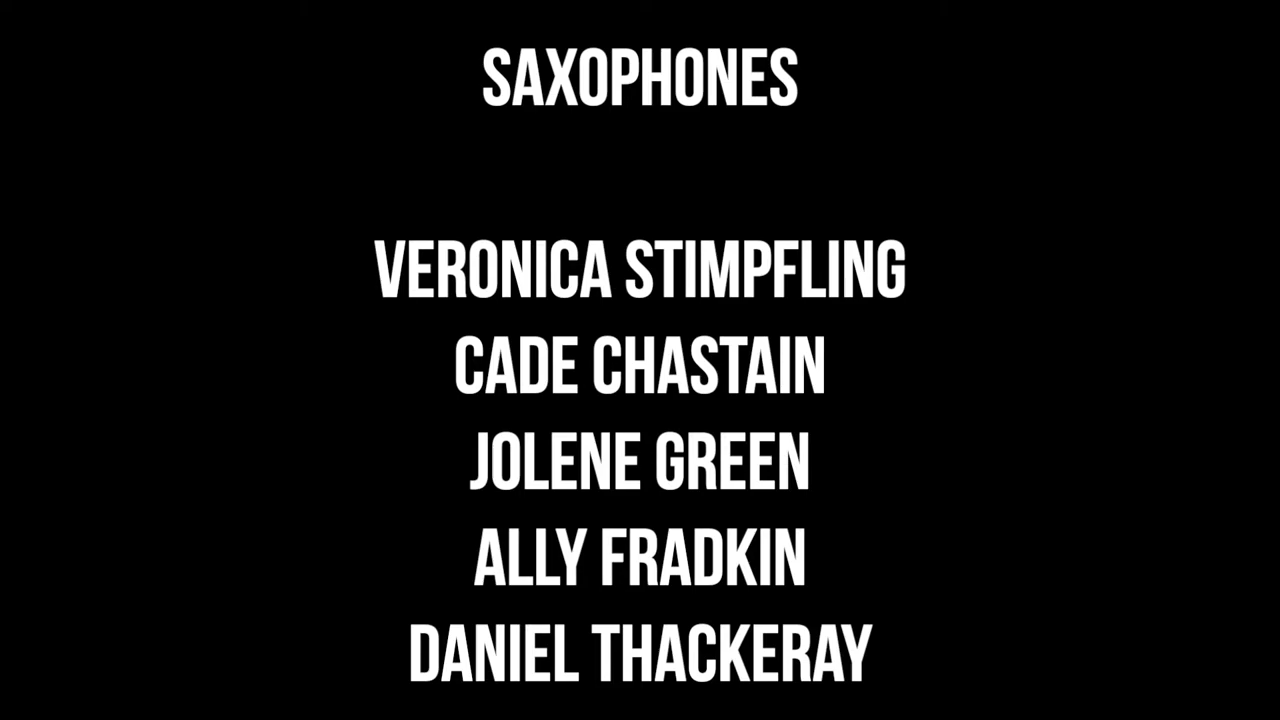 SAXOPHONES
VERONICA STIMPFLING
CADE CHASTAIN
JOLENE GREEN
ALLY FRADKIN
DANIEL THACKERAY